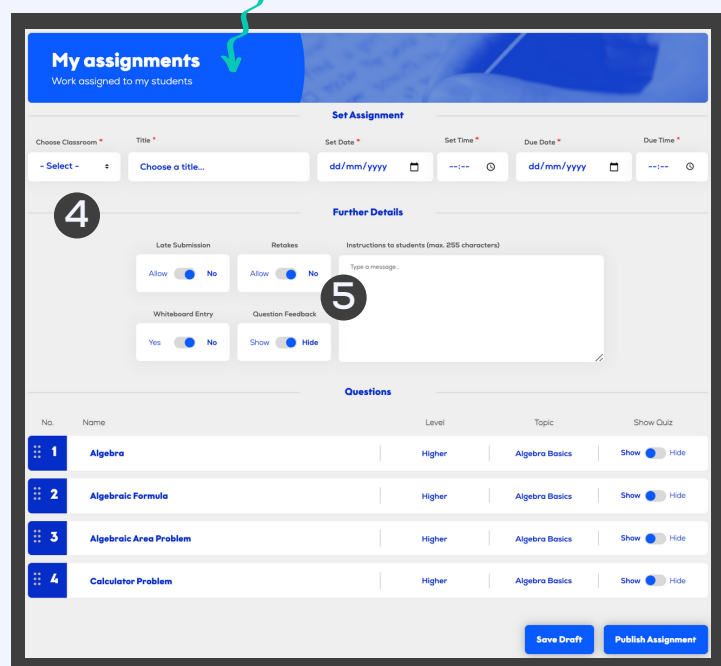 My assignments
Work assigned to my students
Set Assignment
Choose Classroom * Title * Set Date * Set Time * Due Date * Due Time *
- Select - Choose a title... dd/mm/yyyy --:-- dd/mm/yyyy --:--
4
Further Details
Late Submission Retakes Instructions to students (max. 255 characters)
Allow No Allow No Type a message...
5
Whiteboard Entry Question Feedback
Yes No Show Hide
Questions
No. Name Level Topic Show Quiz
1 Algebra Higher Algebra Basics Show Hide
2 Algebraic Formula Higher Algebra Basics Show Hide
3 Algebraic Area Problem Higher Algebra Basics Show Hide
4 Calculator Problem Higher Algebra Basics Show Hide
Save Draft Publish Assignment